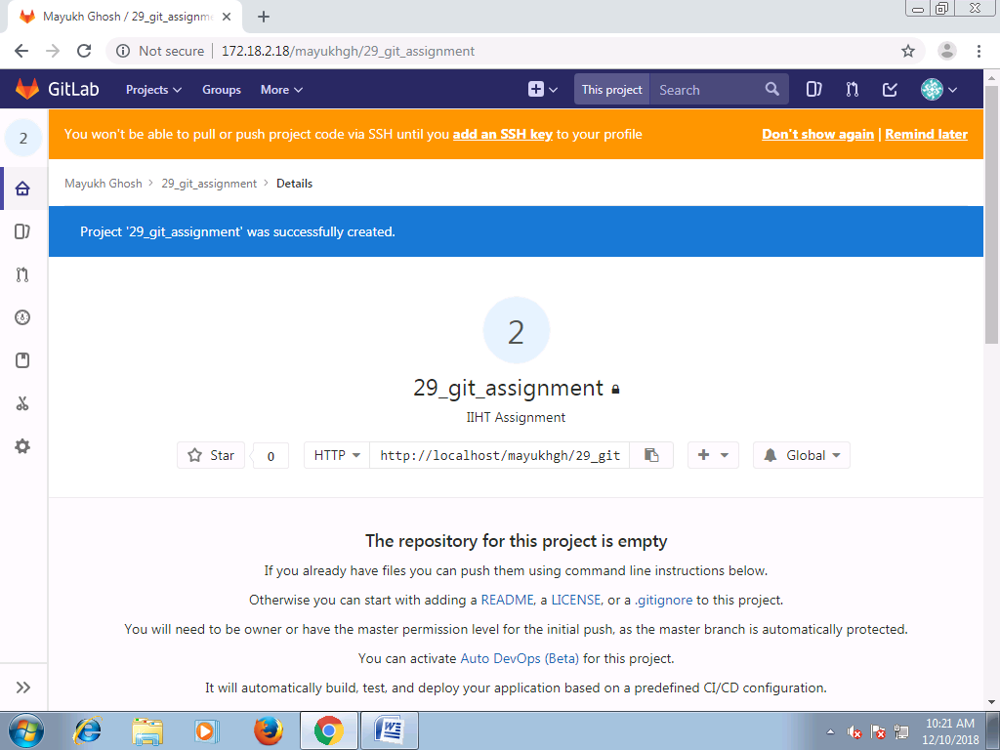 Mayukh Ghosh / 29_git_assignme
Not secure 172.18.2.18/mayukhgh/29_git_assignment
GitLab Projects Groups More This project Search
2 You won't be able to pull or push project code via SSH until you add an SSH key to your profile Don't show again | Remind later
Mayukh Ghosh > 29_git_assignment > Details
Project '29_git_assignment' was successfully created.
2
29_git_assignment
IIHT Assignment
Star 0 HTTP http://localhost/mayukhgh/29_git Global
The repository for this project is empty
If you already have files you can push them using command line instructions below.
Otherwise you can start with adding a README, a LICENSE, or a .gitignore to this project.
You will need to be owner or have the master permission level for the initial push, as the master branch is automatically protected.
You can activate Auto DevOps (Beta) for this project.
It will automatically build, test, and deploy your application based on a predefined CI/CD configuration.
10:21 AM
12/10/2018